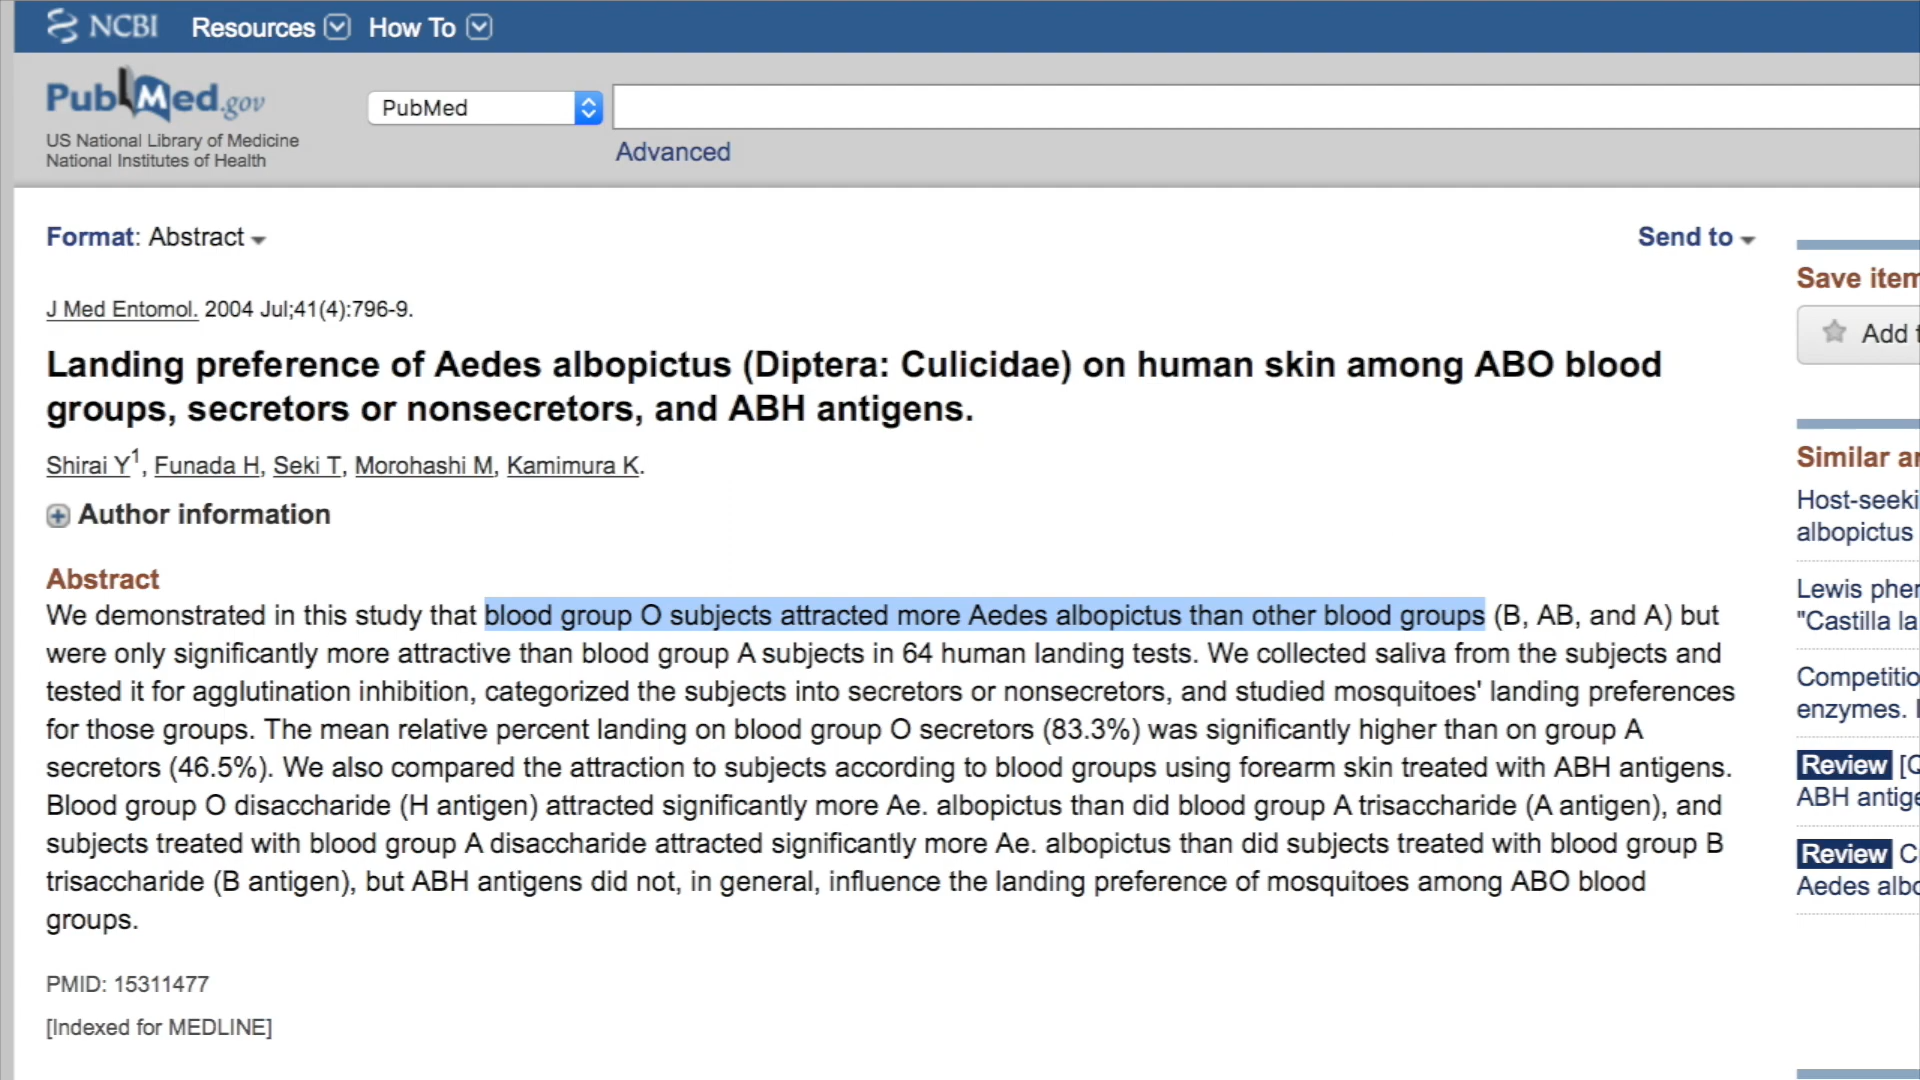 NCBI Resources How To
PubMed.gov
US National Library of Medicine
National Institutes of Health
PubMed
Advanced
Format: Abstract
Send to
J Med Entomol. 2004 Jul;41(4):796-9.
Landing preference of Aedes albopictus (Diptera: Culicidae) on human skin among ABO blood
groups, secretors or nonsecretors, and ABH antigens.
Shirai Y1, Funada H, Seki T, Morohashi M, Kamimura K.
Author information
Abstract
We demonstrated in this study that blood group O subjects attracted more Aedes albopictus than other blood groups (B, AB, and A) but
were only significantly more attractive than blood group A subjects in 64 human landing tests. We collected saliva from the subjects and
tested it for agglutination inhibition, categorized the subjects into secretors or nonsecretors, and studied mosquitoes' landing preferences
for those groups. The mean relative percent landing on blood group O secretors (83.3%) was significantly higher than on group A
secretors (46.5%). We also compared the attraction to subjects according to blood groups using forearm skin treated with ABH antigens.
Blood group O disaccharide (H antigen) attracted significantly more Ae. albopictus than did blood group A trisaccharide (A antigen), and
subjects treated with blood group A disaccharide attracted significantly more Ae. albopictus than did subjects treated with blood group B
trisaccharide (B antigen), but ABH antigens did not, in general, influence the landing preference of mosquitoes among ABO blood
groups.
PMID: 15311477
[Indexed for MEDLINE]
Save
Add
Similar
albopictus
"Castilla
enzymes.
Review
ABH
Review
Aedes